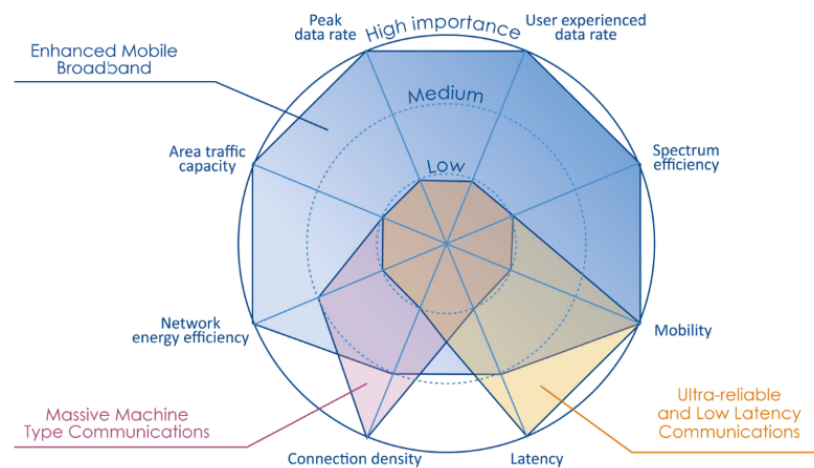 Peak
data rate
High importance
User experienced
data rate
Enhanced Mobile
Broadband
Medium
Area traffic
capacity
Low
Spectrum
efficiency
Network
energy efficiency
Mobility
Massive Machine
Type Communications
Ultra-reliable
and Low Latency
Communications
Connection density
Latency